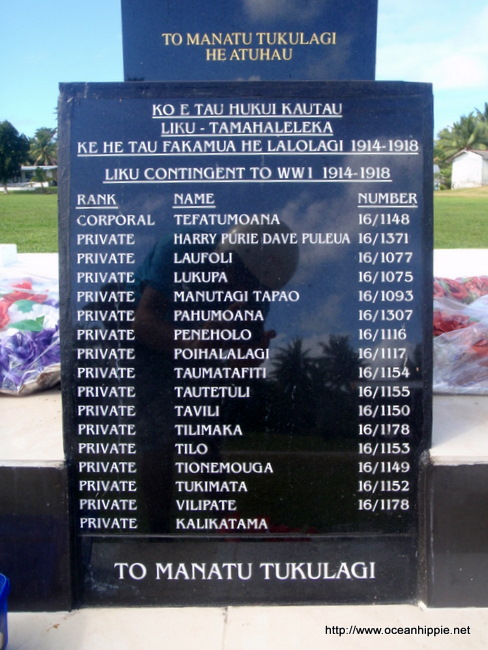 TO MANATU TUKULAGI
HE ATUHAU
KO E TAU HUKUI KAUTAU
LIKU - TAMAHALELEKA
KE HE TAU FAKAMUA HE LALOLAGI 1914-1918
LIKU CONTINGENT TO WW1 1914-1918
RANK NAME NUMBER
CORPORAL TEFATUMOANA 16/1148
PRIVATE HARRY PURIE DAVE PULEUA 16/1371
PRIVATE LAUFOLI 16/1077
PRIVATE LUKUPA 16/1075
PRIVATE MANUTAGI TAPAO 16/1093
PRIVATE PAHUMOANA 16/1307
PRIVATE PENEHOLO 16/1116
PRIVATE POIHALALAGI 16/1117
PRIVATE TAUMATAFITI 16/1154
PRIVATE TAUTETULI 16/1155
PRIVATE TAVILI 16/1150
PRIVATE TILIMAKA 16/1178
PRIVATE TILO 16/1153
PRIVATE TIONEMOUGA 16/1149
PRIVATE TUKIMATA 16/1152
PRIVATE VILIPATE 16/1178
PRIVATE KALIKATAMA
TO MANATU TUKULAGI
http://www.oceanhippie.net